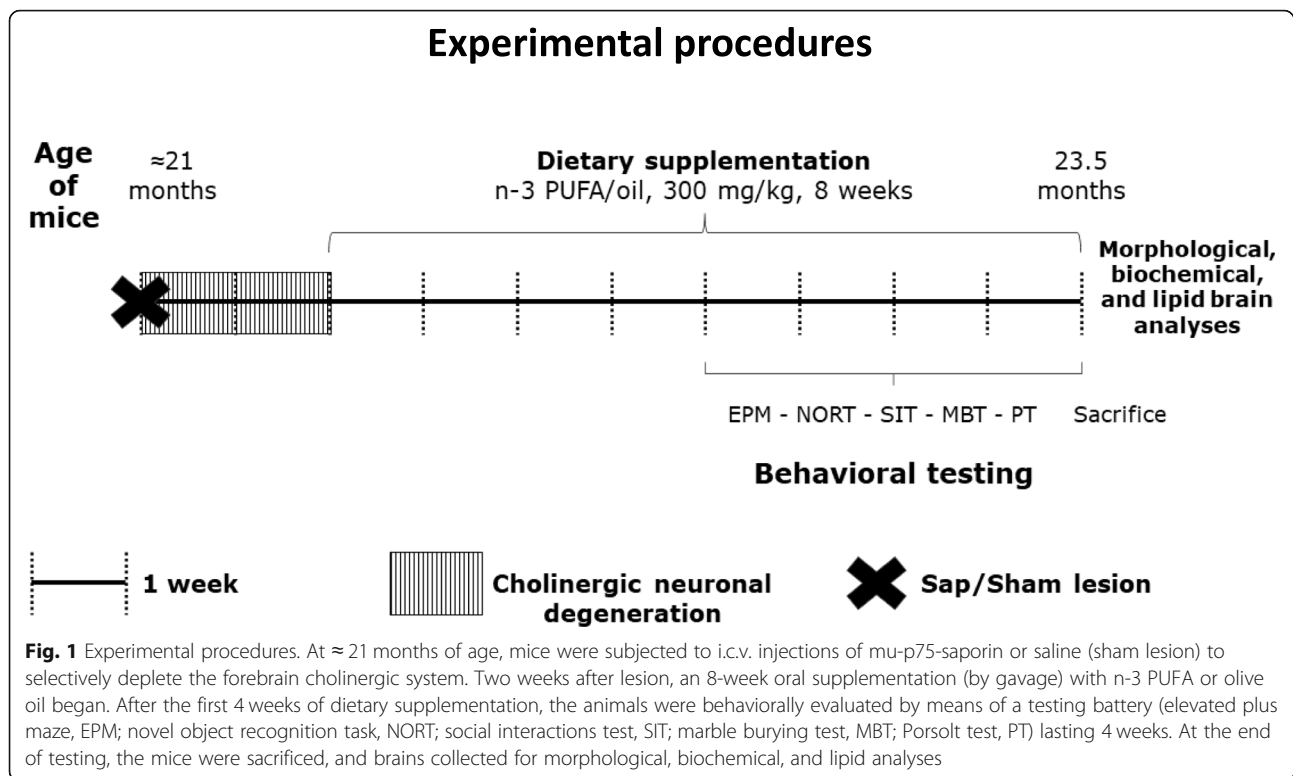 Experimental procedures
Age of mice
≈21 months
Dietary supplementation
n-3 PUFA/oil, 300 mg/kg, 8 weeks
23.5 months
Morphological,
biochemical,
and lipid brain
analyses
EPM - NORT - SIT - MBT - PT
Sacrifice
Behavioral testing
1 week
Cholinergic neuronal
degeneration
Sap/Sham lesion
Fig. 1 Experimental procedures. At ≈ 21 months of age, mice were subjected to i.c.v. injections of mu-p75-saporin or saline (sham lesion) to
selectively deplete the forebrain cholinergic system. Two weeks after lesion, an 8-week oral supplementation (by gavage) with n-3 PUFA or olive
oil began. After the first 4 weeks of dietary supplementation, the animals were behaviorally evaluated by means of a testing battery (elevated plus
maze, EPM; novel object recognition task, NORT; social interactions test, SIT; marble burying test, MBT; Porsolt test, PT) lasting 4 weeks. At the end
of testing, the mice were sacrificed, and brains collected for morphological, biochemical, and lipid analyses